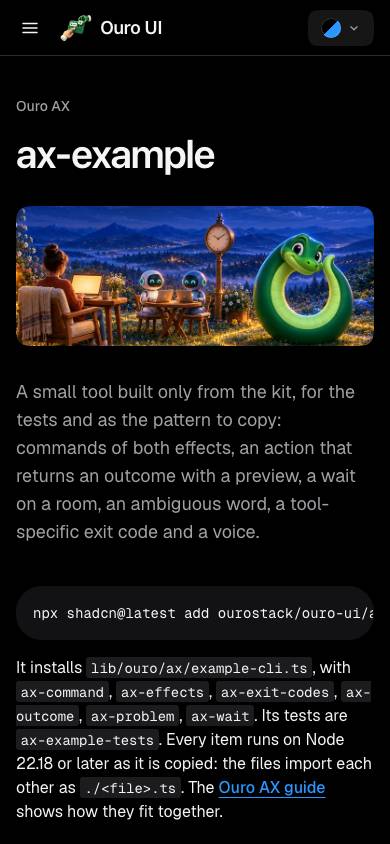 Ouro UI
Ouro AX
ax-example
A small tool built only from the kit, for the
tests and as the pattern to copy:
commands of both effects, an action that
returns an outcome with a preview, a wait
on a room, an ambiguous word, a tool-
specific exit code and a voice.
npx shadcn@latest add ourostack/ouro-ui/a
It installs lib/ouro/ax/example-cli.ts, with
ax-command, ax-effects, ax-exit-codes, ax-
outcome, ax-problem, ax-wait. Its tests are
ax-example-tests. Every item runs on Node
22.18 or later as it is copied: the files import each
other as ./<file>.ts. The Ouro AX guide
shows how they fit together.